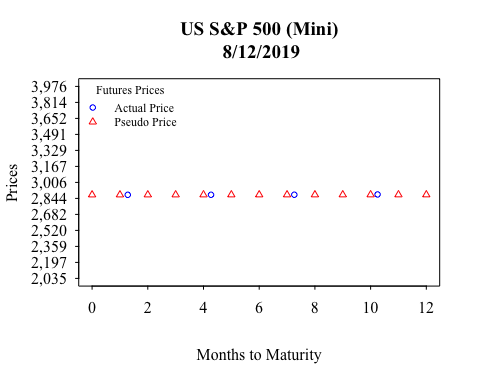 US S&P 500 (Mini)
8/12/2019
Futures Prices
Actual Price
Pseudo Price
Prices
3,976
3,814
3,652
3,491
3,329
3,167
3,006
2,844
2,682
2,520
2,359
2,197
2,035
0 2 4 6 8 10 12
Months to Maturity